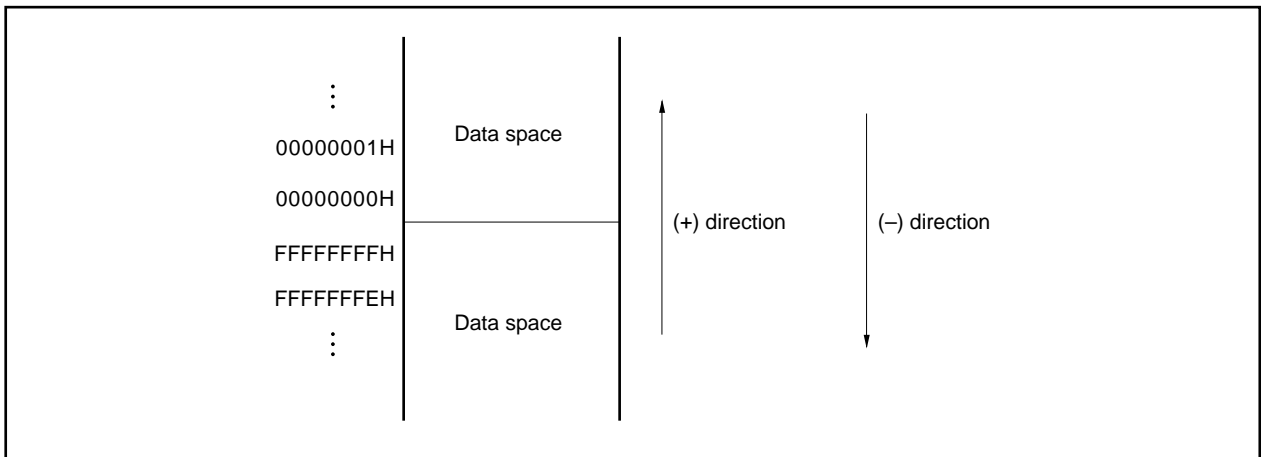 ⋮
Data space
00000001H
00000000H
(+) direction
(–) direction
FFFFFFFFH
FFFFFFFEH
Data space
⋮